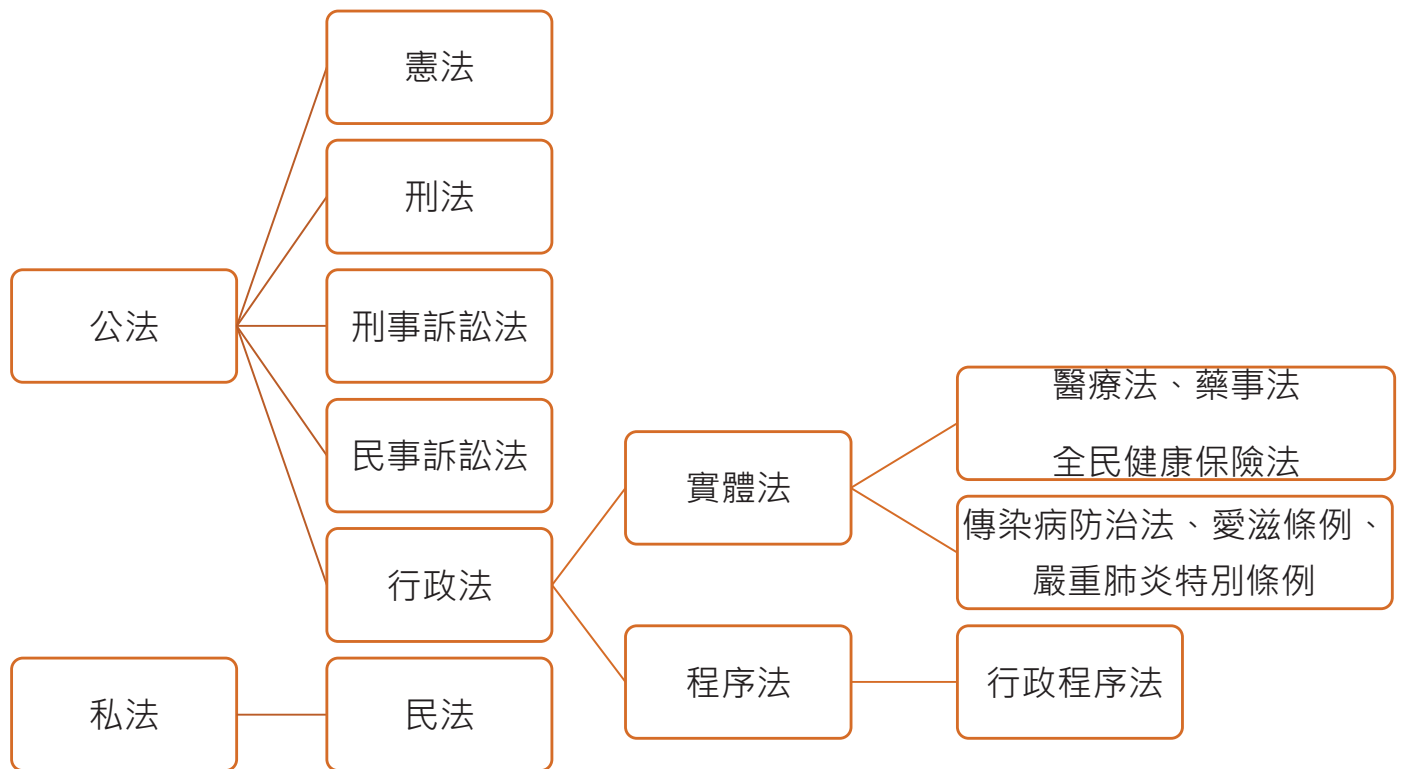 公法
憲法
刑法
刑事訴訟法
民事訴訟法
行政法
實體法
醫療法、藥事法
全民健康保險法
傳染病防治法、愛滋條例、
嚴重肺炎特別條例
程序法
行政程序法
私法
民法